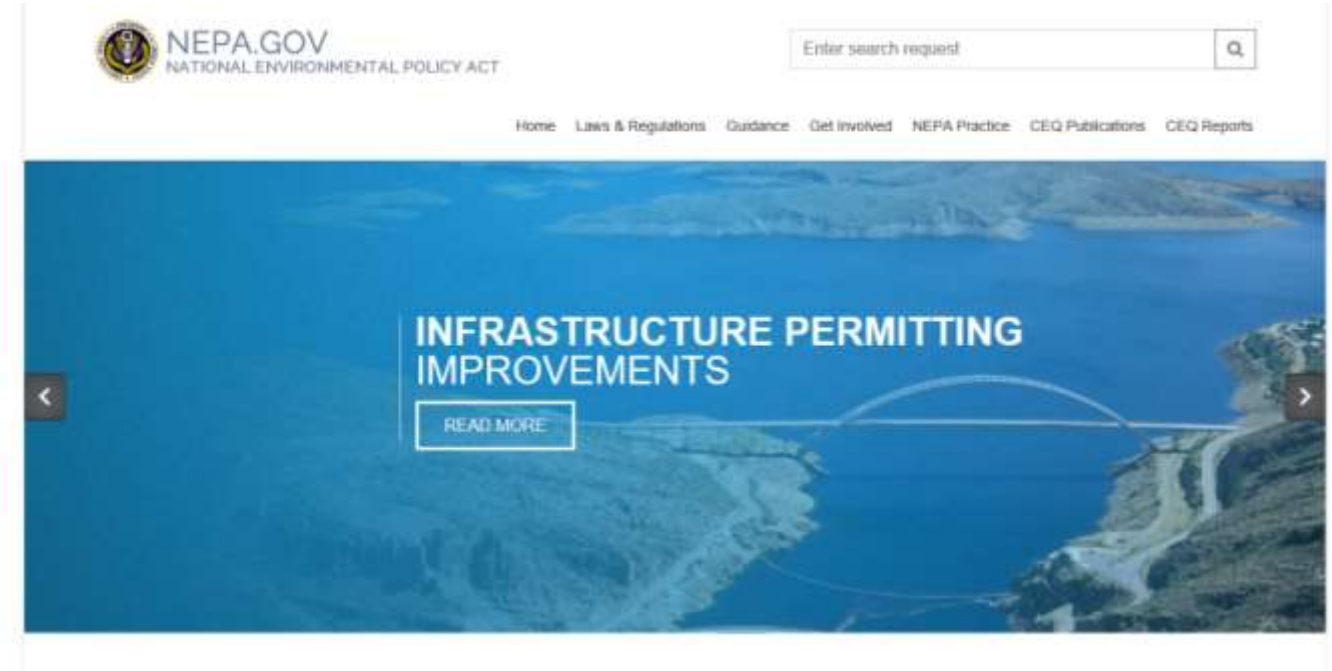 NEPA.GOV
NATIONAL ENVIRONMENTAL POLICY ACT
Enter search request
Home Laws & Regulations Guidance Get Involved NEPA Practice CEQ Publications CEQ Reports
INFRASTRUCTURE PERMITTING
IMPROVEMENTS
READ MORE